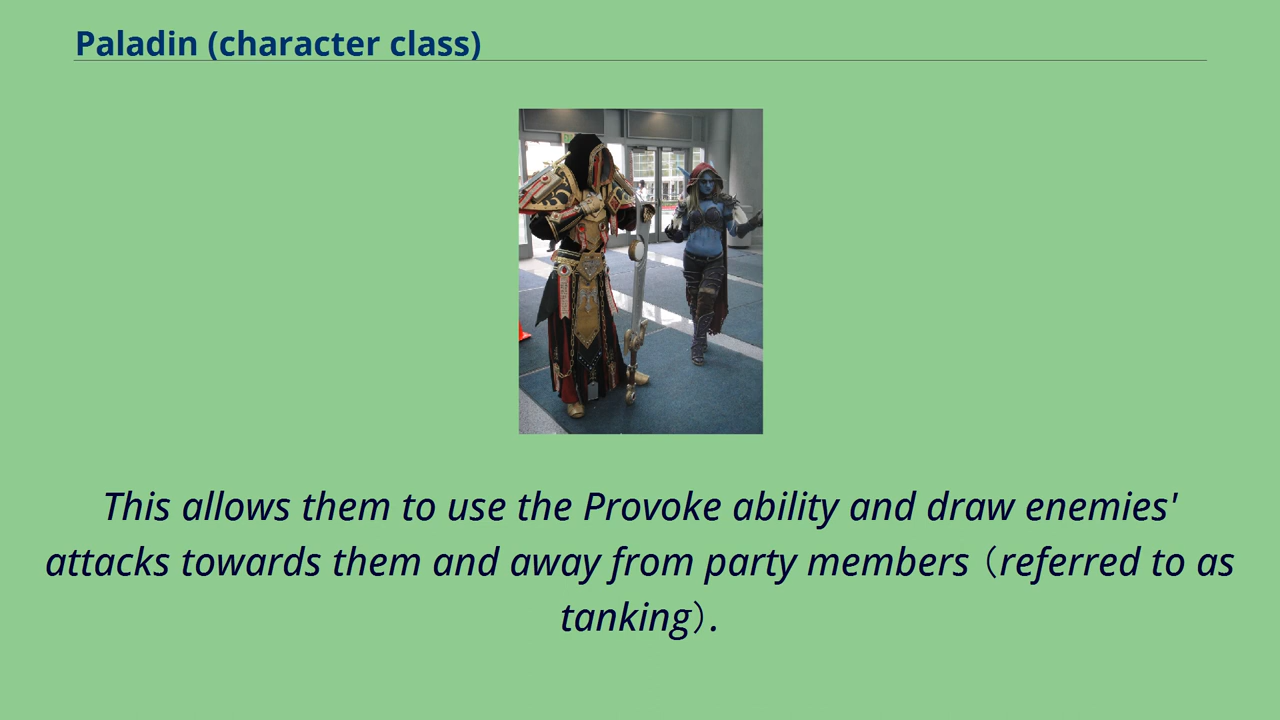 Paladin (character class)
This allows them to use the Provoke ability and draw enemies'
attacks towards them and away from party members（referred to as
tanking）.